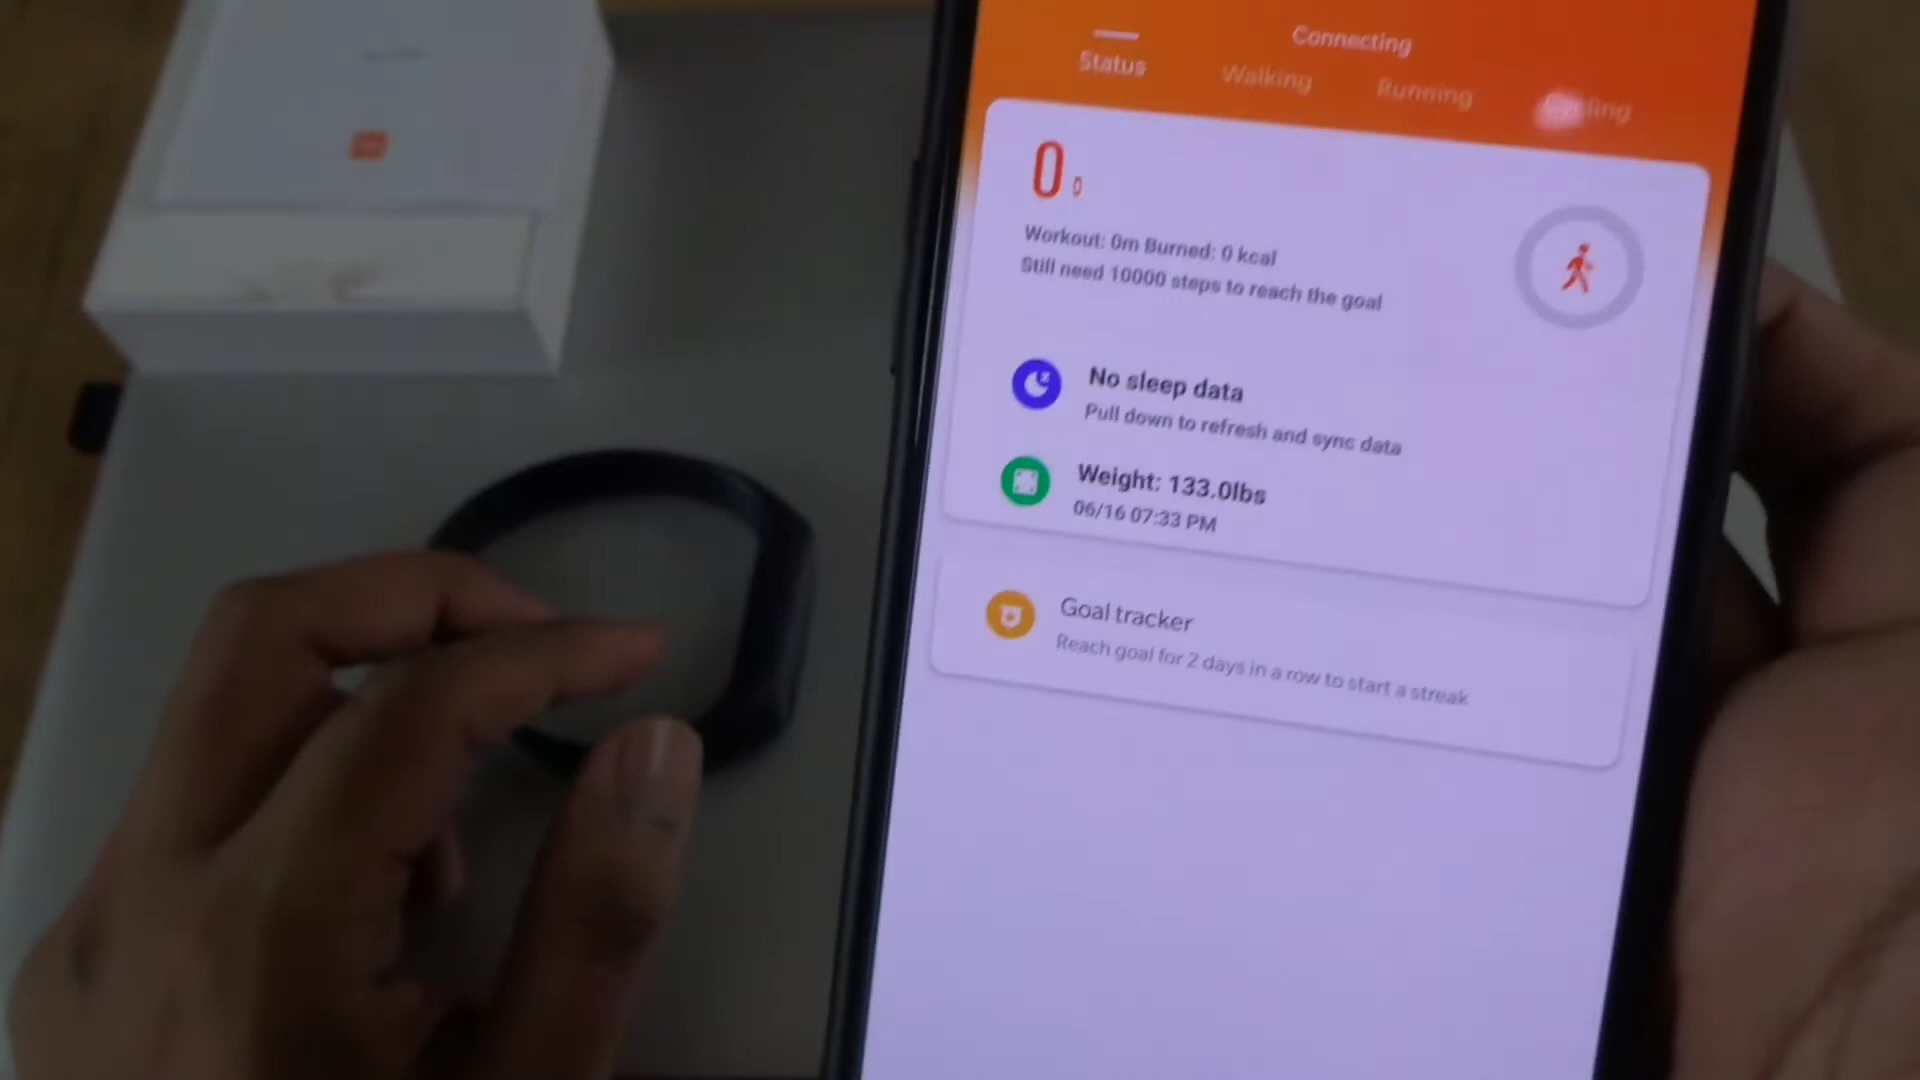 Connecting
Status Walking Running Cycling
0
Workout: 0m Burned: 0 kcal
Still need 10000 steps to reach the goal
No sleep data
Pull down to refresh and sync data
Weight: 133.0lbs
06/16 07:33 PM
Goal tracker
Reach goal for 2 days in a row to start a streak